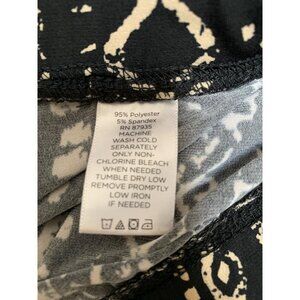 95% Polyester
5% Spandex
RN 87935
MACHINE
WASH COLD
SEPARATELY
ONLY NON-
CHLORINE BLEACH
WHEN NEEDED
TUMBLE DRY LOW
REMOVE PROMPTLY
LOW IRON
IF NEEDED